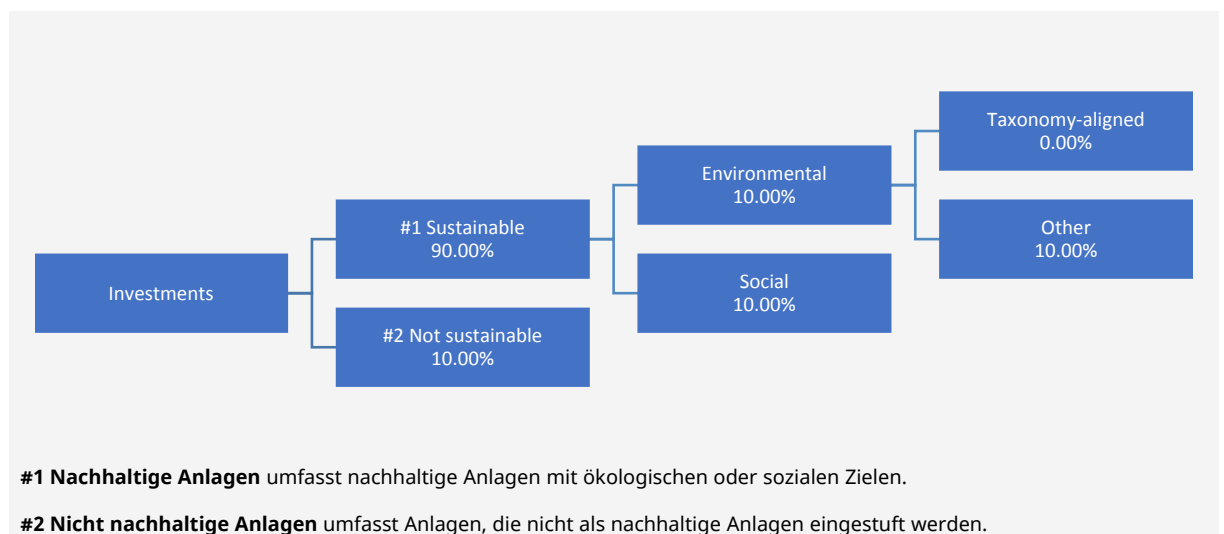 Taxonomy-aligned
0.00%
Environmental
10.00%
#1 Sustainable
90.00%
Other
10.00%
Investments
Social
10.00%
#2 Not sustainable
10.00%
#1 Nachhaltige Anlagen umfasst nachhaltige Anlagen mit ökologischen oder sozialen Zielen.
#2 Nicht nachhaltige Anlagen umfasst Anlagen, die nicht als nachhaltige Anlagen eingestuft werden.